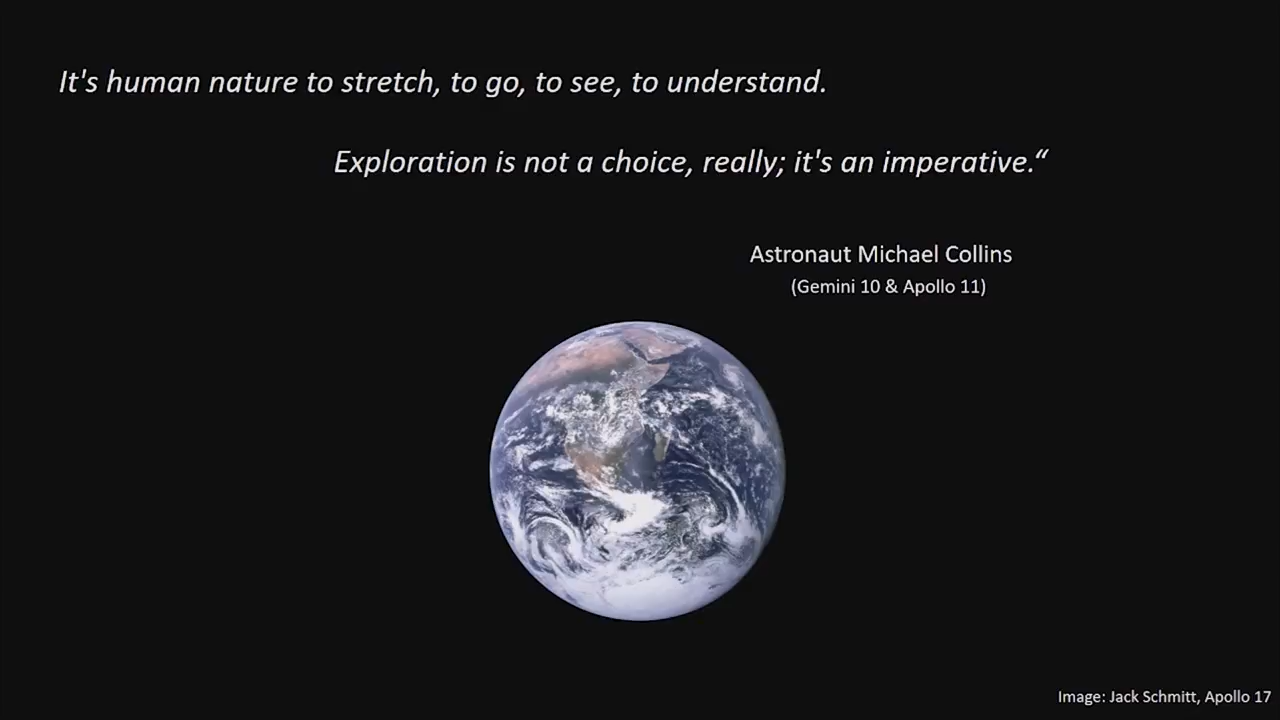 It's human nature to stretch, to go, to see, to understand.
Exploration is not a choice, really; it's an imperative.“
Astronaut Michael Collins
(Gemini 10 & Apollo 11)
Image: Jack Schmitt, Apollo 17